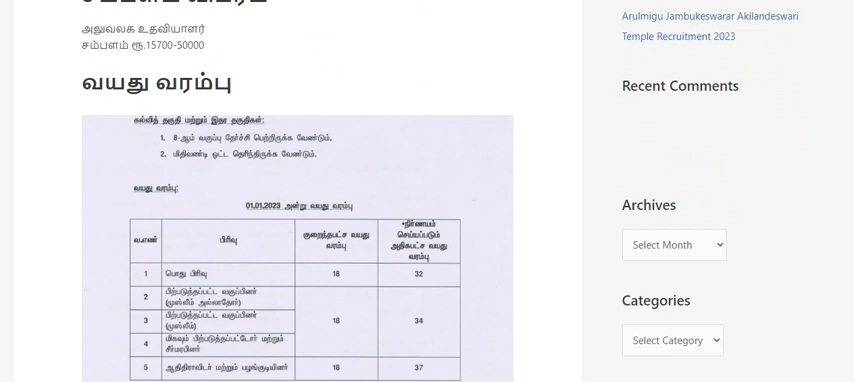 அலுவலக உதவியாளர்
சம்பளம் ரூ.15700-50000
வயது வரம்பு
கல்வித் தகுதி மற்றும் இதர தகுதிகள்:
1. 8-ஆம் வகுப்பு தேர்ச்சி பெற்றிருக்க வேண்டும்.
2. மிதிவண்டி ஓட்ட தெரிந்திருக்க வேண்டும்.
வயது வரம்பு:
01.01.2023 அன்று வயது வரம்பு
வ.எண் பிரிவு குறைந்தபட்ச வயது வரம்பு *நிர்ணயம் செய்யப்படும் அதிகபட்ச வயது வரம்பு
1 பொது பிரிவு 18 32
2 பிற்படுத்தப்பட்ட வகுப்பினர் (முஸ்லீம் அல்லாதோர்)
3 பிற்படுத்தப்பட்ட வகுப்பினர் (முஸ்லீம்) 18 34
4 மிகவும் பிற்படுத்தப்பட்டோர் மற்றும் சீர்மரபினர்
5 ஆதிதிராவிடர் மற்றும் பழங்குடியினர் 18 37
Arulmigu Jambukeswarar Akilandeswari
Temple Recruitment 2023
Recent Comments
Archives
Select Month
Categories
Select Category